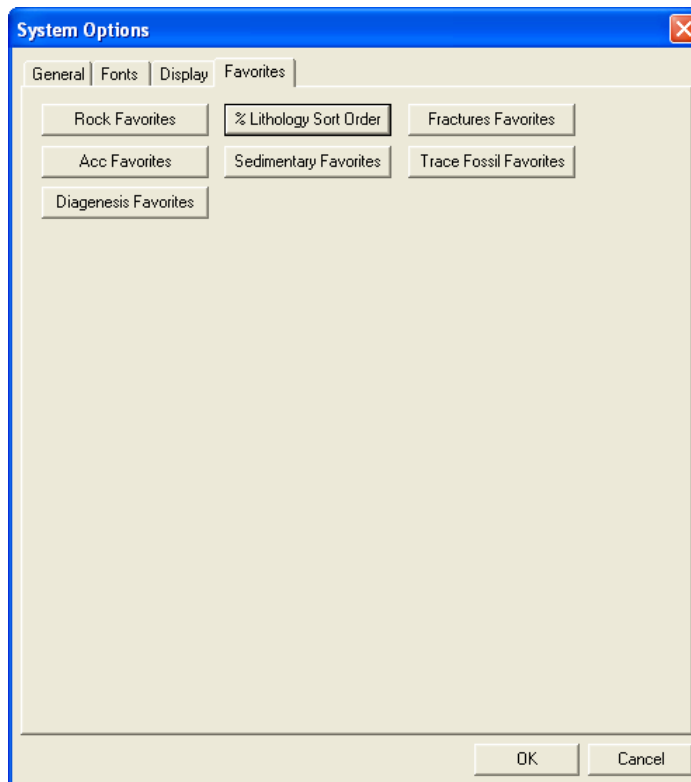 System Options
General Fonts Display Favorites
Rock Favorites % Lithology Sort Order Fractures Favorites
Acc Favorites Sedimentary Favorites Trace Fossil Favorites
Diagenesis Favorites
OK Cancel